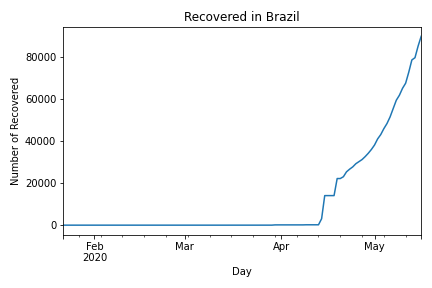 Recovered in Brazil
Number of Recovered
80000
60000
40000
20000
0
Feb
2020
Mar
Apr
May
Day